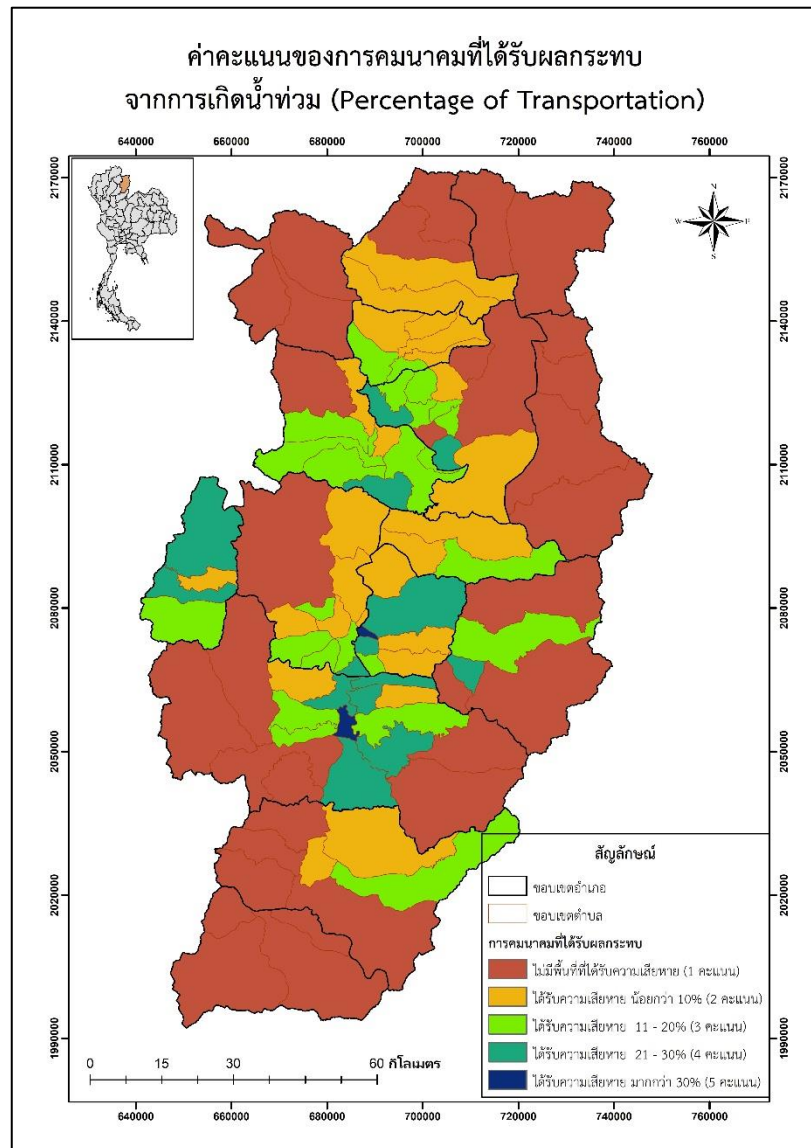 ค่าคะแนนของการคมนาคมที่ได้รับผลกระทบ
จากการเกิดน้ำท่วม (Percentage of Transportation)
640000 660000 680000 700000 720000 740000 760000
2170000 2170000
N
W E
S
2140000 2140000
2110000 2110000
2080000 2080000
2050000 2050000
2020000 2020000
1990000 1990000
สัญลักษณ์
ขอบเขตอำเภอ
ขอบเขตตำบล
การคมนาคมที่ได้รับผลกระทบ
ไม่มีพื้นที่ที่ได้รับความเสียหาย (1 คะแนน)
ได้รับความเสียหาย น้อยกว่า 10% (2 คะแนน)
ได้รับความเสียหาย 11 - 20% (3 คะแนน)
ได้รับความเสียหาย 21 - 30% (4 คะแนน)
ได้รับความเสียหาย มากกว่า 30% (5 คะแนน)
0 15 30 60 กิโลเมตร
640000 660000 680000 700000 720000 740000 760000